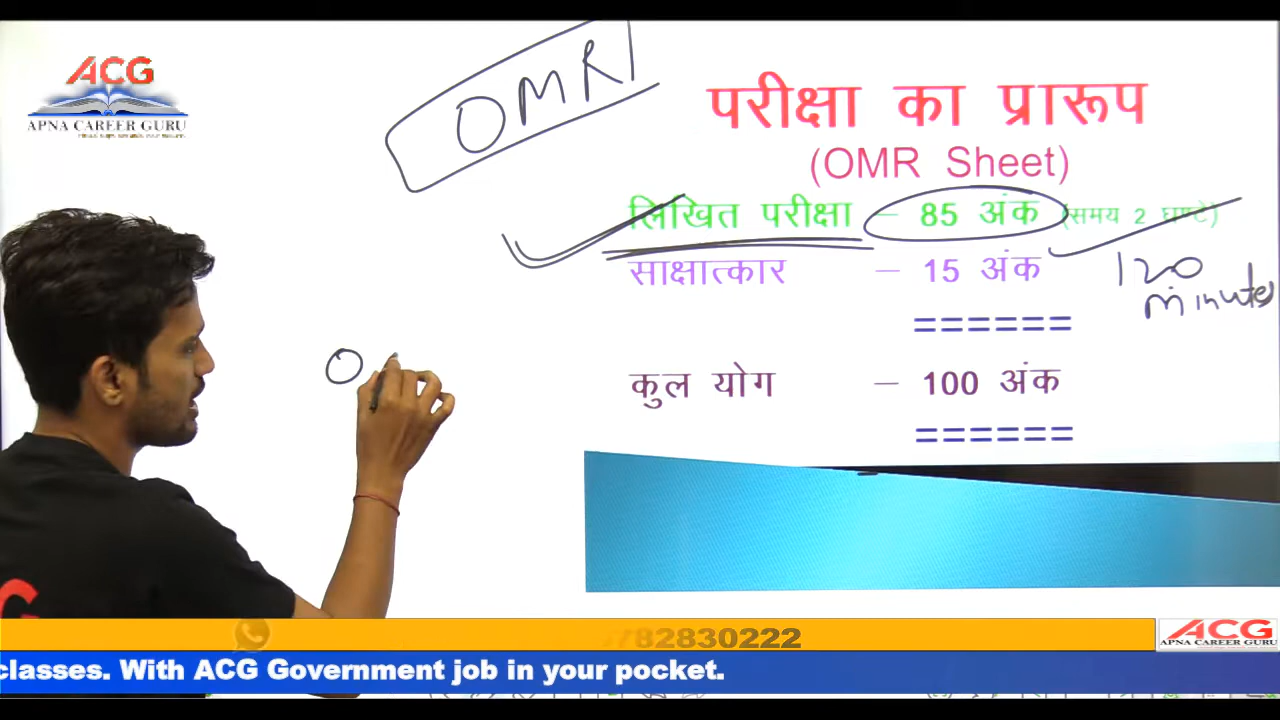 ACG
APNA CAREER GURU
OMR
परीक्षा का प्रारूप
(OMR Sheet)
लिखित परीक्षा – 85 अंक (समय 2 घण्टे)
साक्षात्कार – 15 अंक
120
minutes
======
कुल योग – 100 अंक
======
O
782830222
ACG
APNA CAREER GURU
classes. With ACG Government job in your pocket.